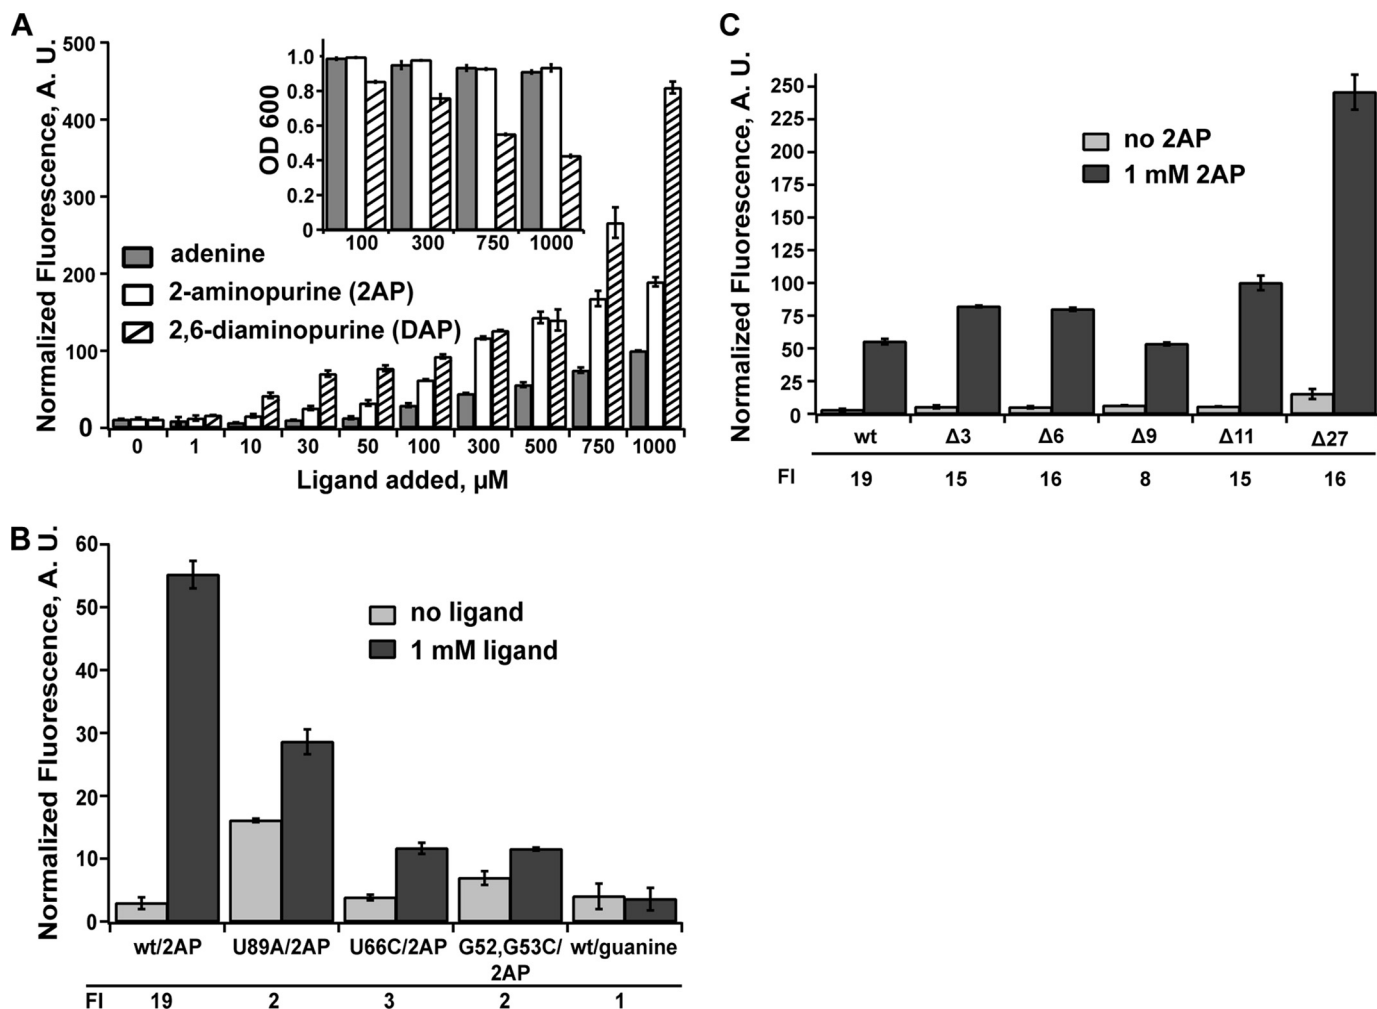 A
Normalized Fluorescence, A. U.
500
400
300
200
100
0
OD 600
1.0
0.8
0.6
0.4
0.2
0
100 300 750 1000
adenine
2-aminopurine (2AP)
2,6-diaminopurine (DAP)
0 1 10 30 50 100 300 500 750 1000
Ligand added, µM
B
Normalized Fluorescence, A. U.
60
50
40
30
20
10
0
no ligand
1 mM ligand
wt/2AP U89A/2AP U66C/2AP G52,G53C/ wt/guanine
2AP
FI 19 2 3 2 1
C
Normalized Fluorescence, A. U.
250
225
200
175
150
125
100
75
50
25
0
no 2AP
1 mM 2AP
wt Δ3 Δ6 Δ9 Δ11 Δ27
FI 19 15 16 8 15 16